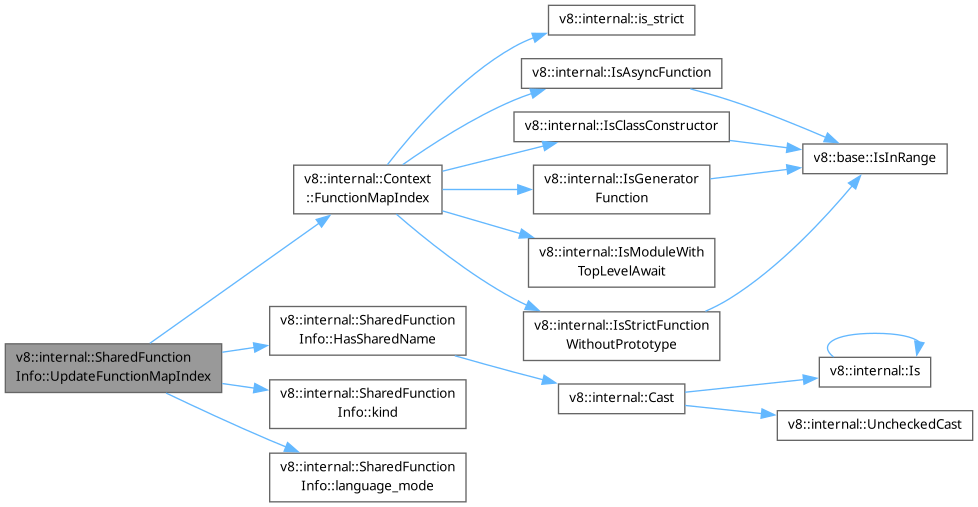 v8::internal::is_strict
v8::internal::IsAsyncFunction
v8::internal::IsClassConstructor
v8::base::IsInRange
v8::internal::Context
::FunctionMapIndex
v8::internal::IsGenerator
Function
v8::internal::IsModuleWith
TopLevelAwait
v8::internal::IsStrictFunction
WithoutPrototype
v8::internal::SharedFunction
Info::HasSharedName
v8::internal::SharedFunction
Info::UpdateFunctionMapIndex
v8::internal::Is
v8::internal::SharedFunction
Info::kind
v8::internal::Cast
v8::internal::UncheckedCast
v8::internal::SharedFunction
Info::language_mode